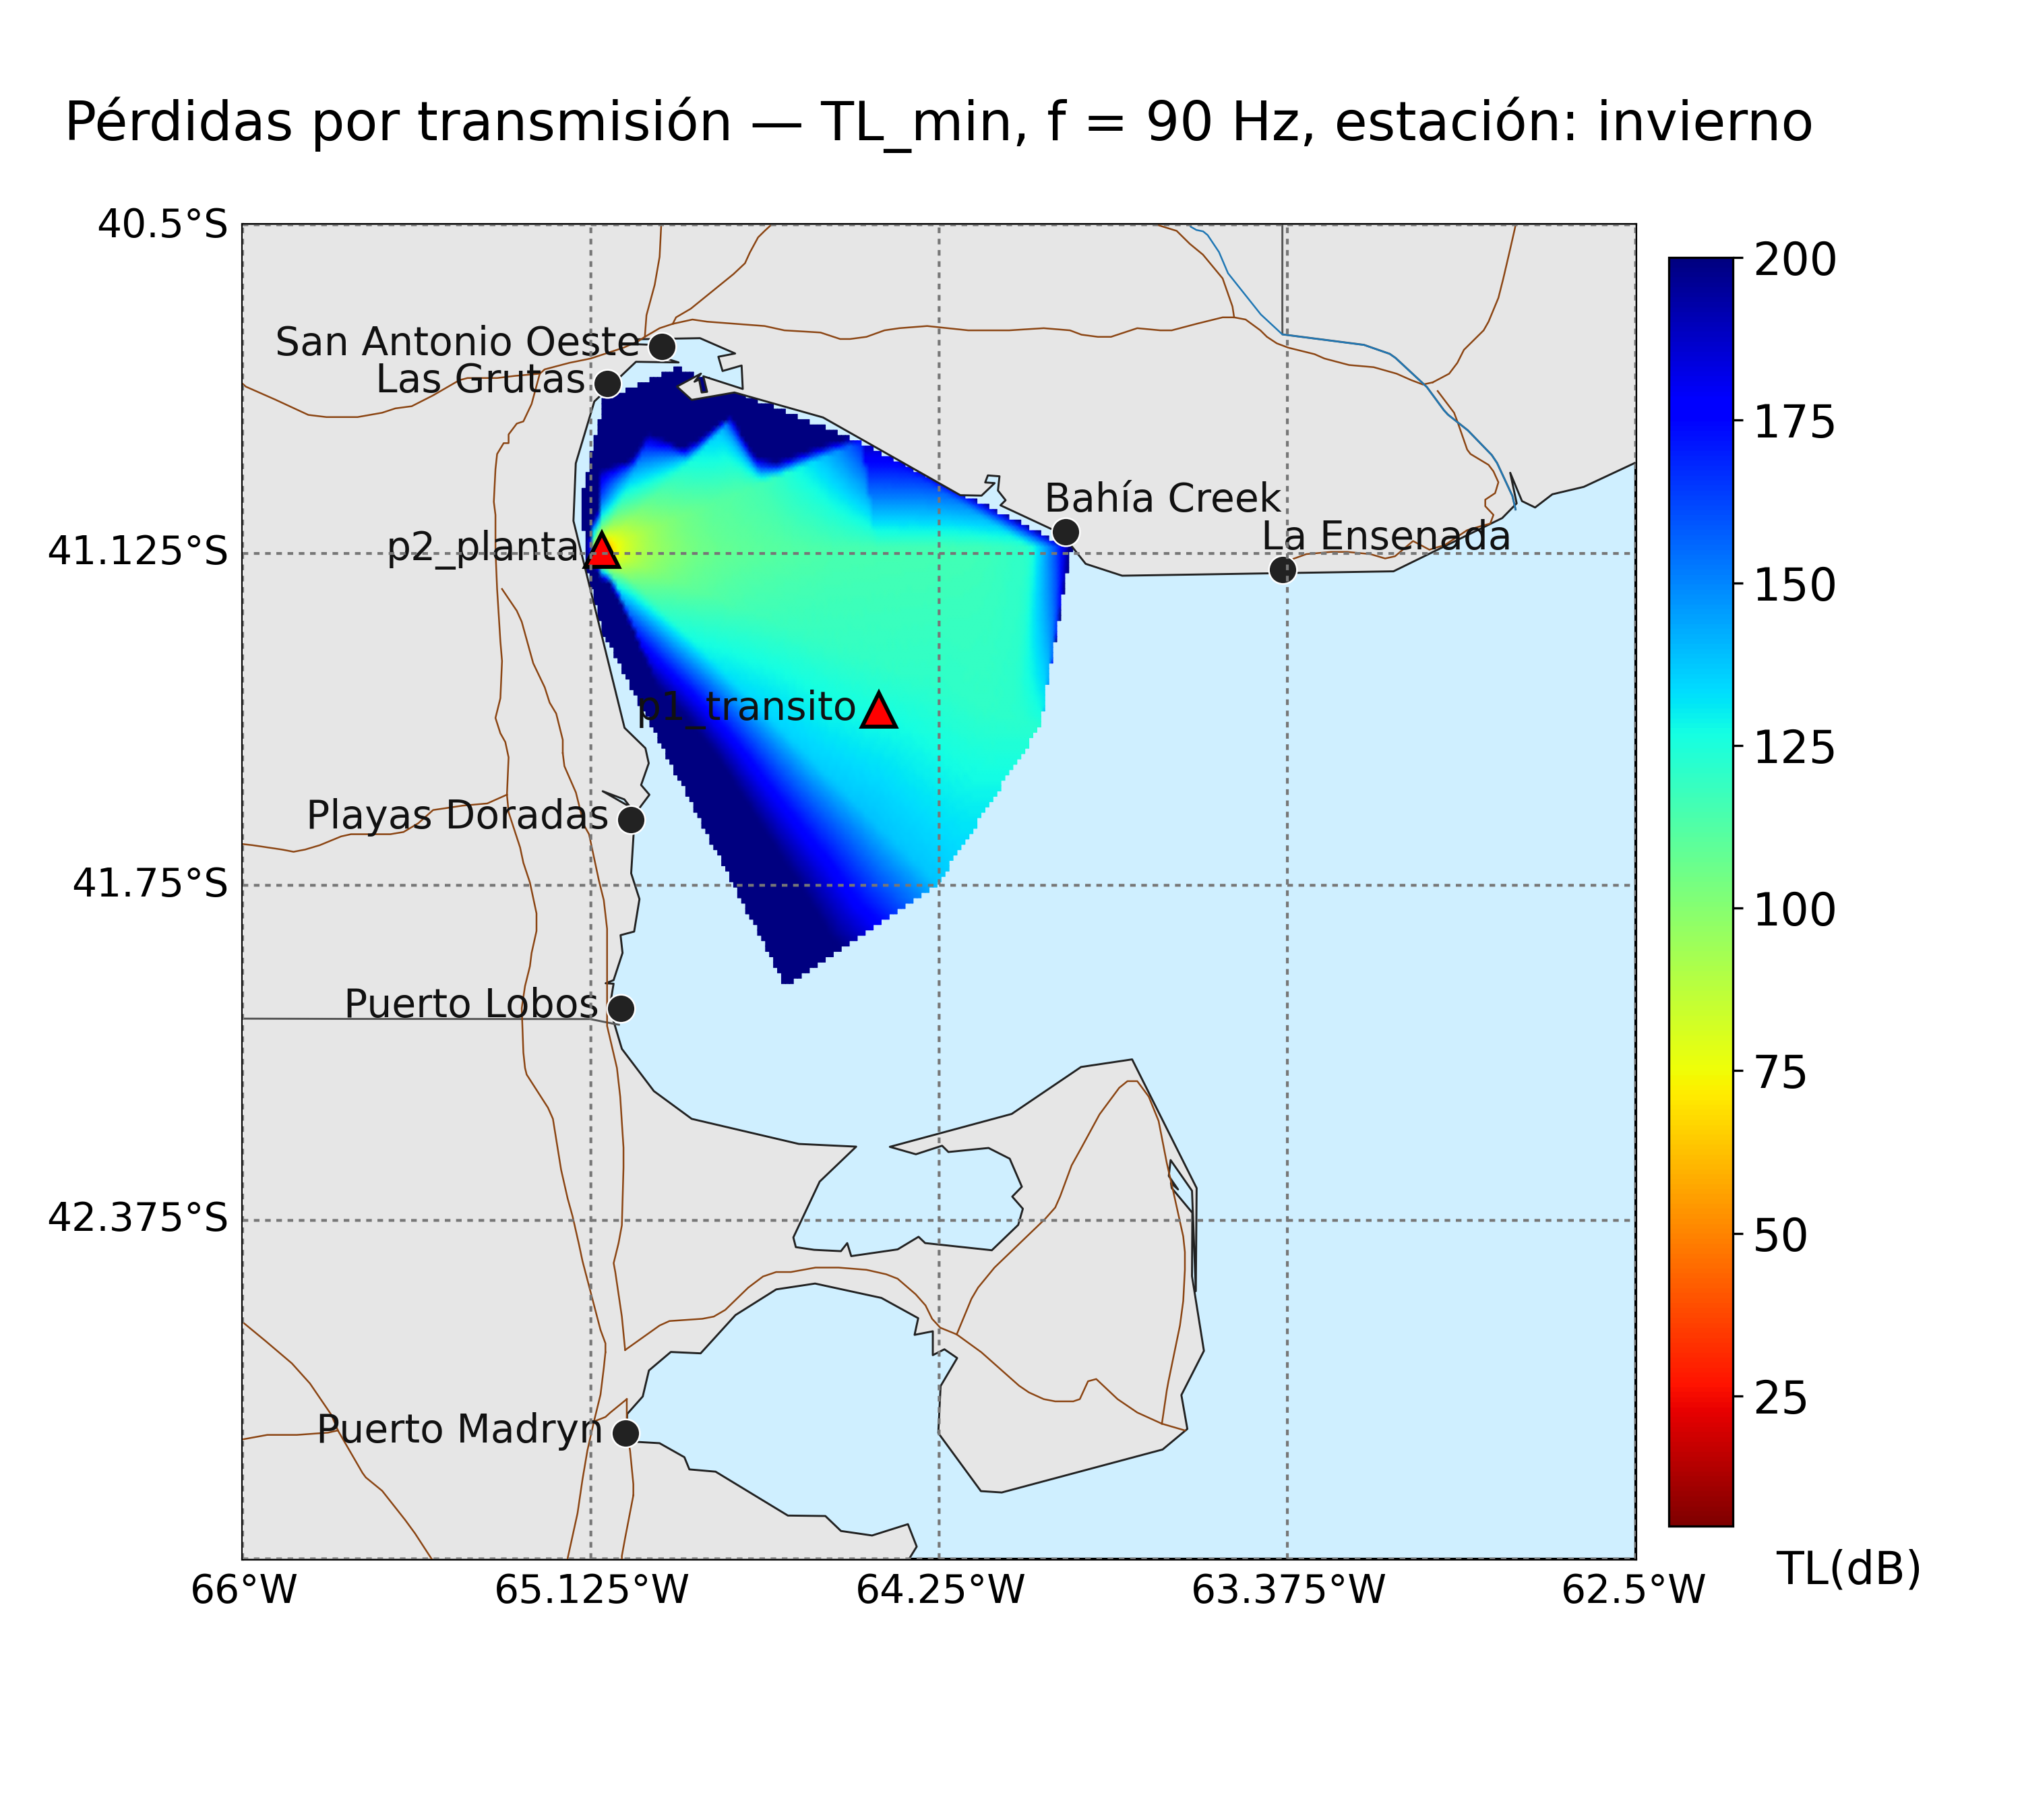 Pérdidas por transmisión — TL_min, f = 90 Hz, estación: invierno
40.5°S
41.125°S
41.75°S
42.375°S
San Antonio Oeste
Las Grutas
Bahía Creek
La Ensenada
p2_planta
p1_transito
Playas Doradas
Puerto Lobos
Puerto Madryn
66°W
65.125°W
64.25°W
63.375°W
62.5°W
200
175
150
125
100
75
50
25
TL(dB)